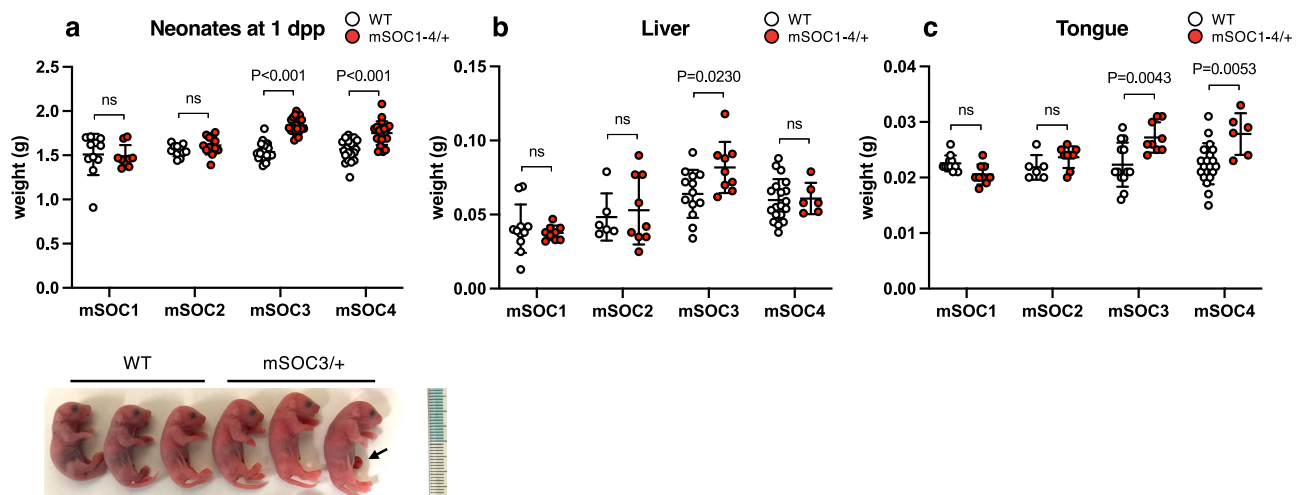 a Neonates at 1 dpp
WT
mSOC1-4/+
weight (g)
2.5
2.0
1.5
1.0
0.5
0.0
ns
ns
P<0.001
P<0.001
mSOC1 mSOC2 mSOC3 mSOC4
b Liver
WT
mSOC1-4/+
weight (g)
0.15
0.10
0.05
0.00
ns
ns
P=0.0230
ns
mSOC1 mSOC2 mSOC3 mSOC4
c Tongue
WT
mSOC1-4/+
weight (g)
0.04
0.03
0.02
0.01
0.00
ns
ns
P=0.0043
P=0.0053
mSOC1 mSOC2 mSOC3 mSOC4
WT mSOC3/+